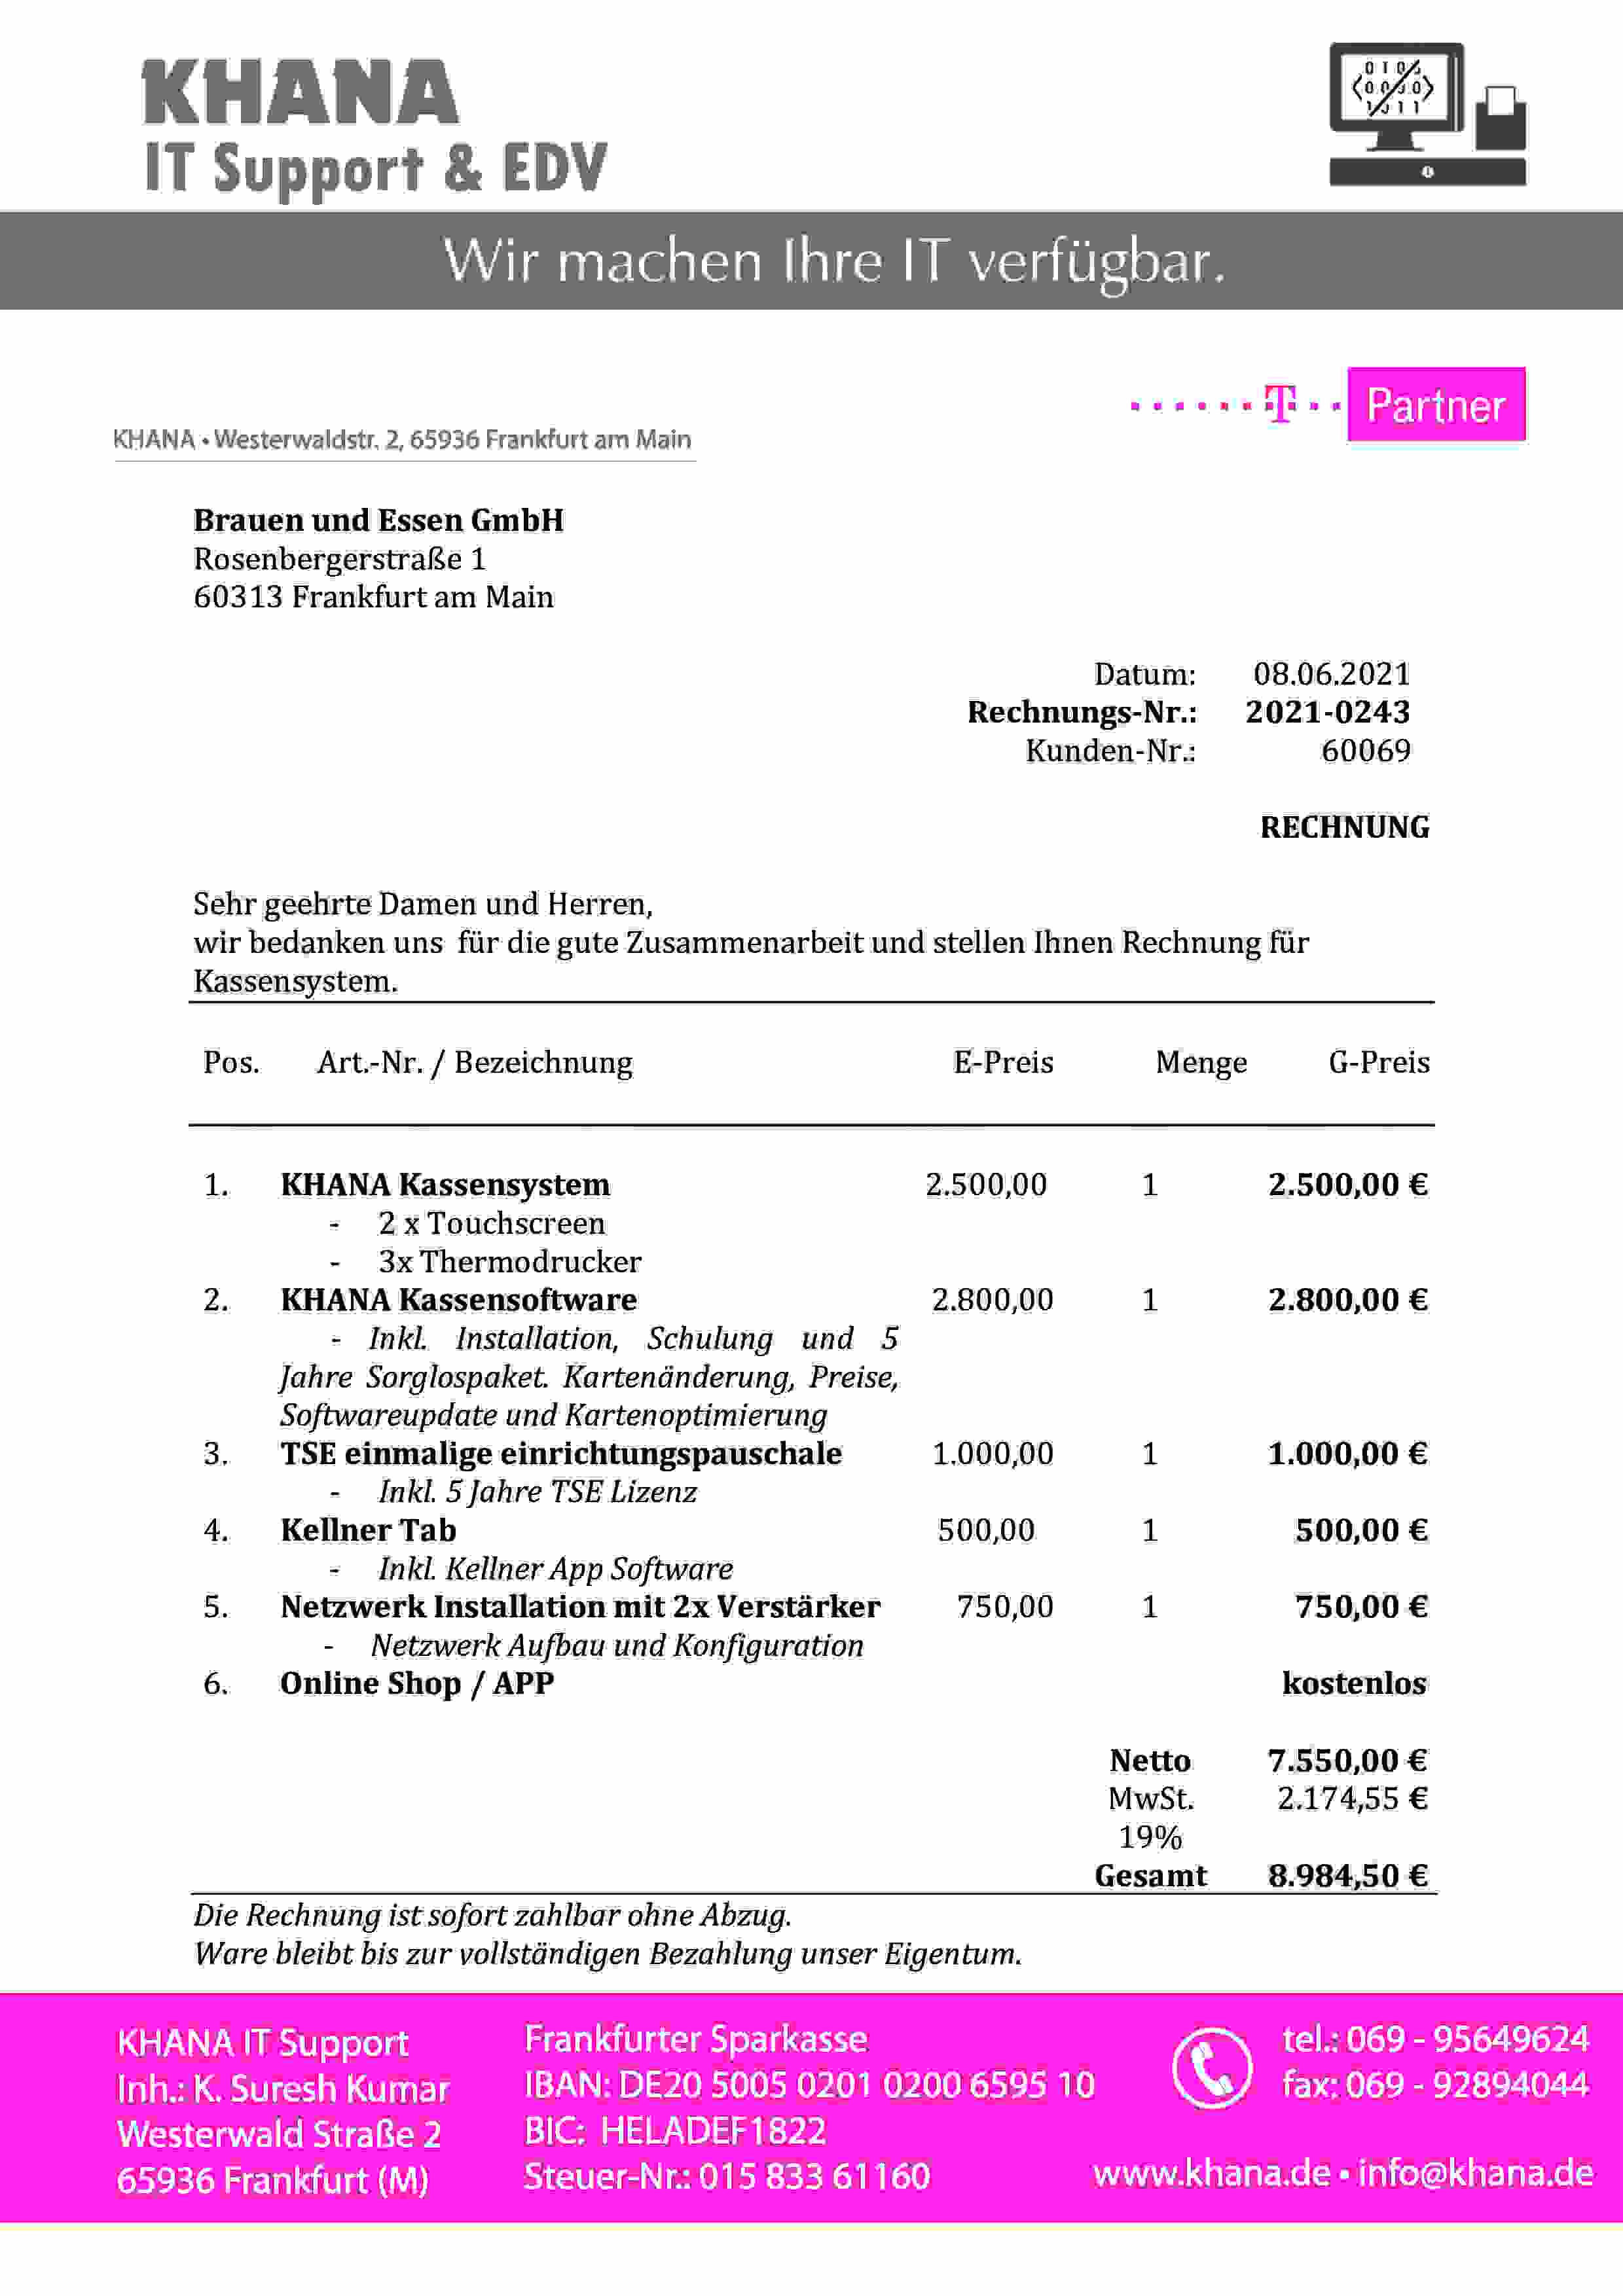 KHANA
IT Support & EDV
Wir machen Ihre IT verfügbar.
T Partner
KHANA • Westerwaldstr. 2, 65936 Frankfurt am Main
Brauen und Essen GmbH
Rosenbergerstraße 1
60313 Frankfurt am Main
Datum: 08.06.2021
Rechnungs-Nr.: 2021-0243
Kunden-Nr.: 60069
RECHNUNG
Sehr geehrte Damen und Herren,
wir bedanken uns für die gute Zusammenarbeit und stellen Ihnen Rechnung für
Kassensystem.
Pos. Art.-Nr. / Bezeichnung E-Preis Menge G-Preis
1. KHANA Kassensystem 2.500,00 1 2.500,00 €
- 2 x Touchscreen
- 3x Thermodrucker
2. KHANA Kassensoftware 2.800,00 1 2.800,00 €
- Inkl. Installation, Schulung und 5
Jahre Sorglospaket. Kartenänderung, Preise,
Softwareupdate und Kartenoptimierung
3. TSE einmalige einrichtungspauschale 1.000,00 1 1.000,00 €
- Inkl. 5 Jahre TSE Lizenz
4. Kellner Tab 500,00 1 500,00 €
- Inkl. Kellner App Software
5. Netzwerk Installation mit 2x Verstärker 750,00 1 750,00 €
- Netzwerk Aufbau und Konfiguration
6. Online Shop / APP kostenlos
Netto 7.550,00 €
MwSt. 2.174,55 €
19%
Gesamt 8.984,50 €
Die Rechnung ist sofort zahlbar ohne Abzug.
Ware bleibt bis zur vollständigen Bezahlung unser Eigentum.
KHANA IT Support
Inh.: K. Suresh Kumar
Westerwald Straße 2
65936 Frankfurt (M)
Frankfurter Sparkasse
IBAN: DE20 5005 0201 0200 6595 10
BIC: HELADEF1822
Steuer-Nr.: 015 833 61160
tel.: 069 - 95649624
fax: 069 - 92894044
www.khana.de • info@khana.de